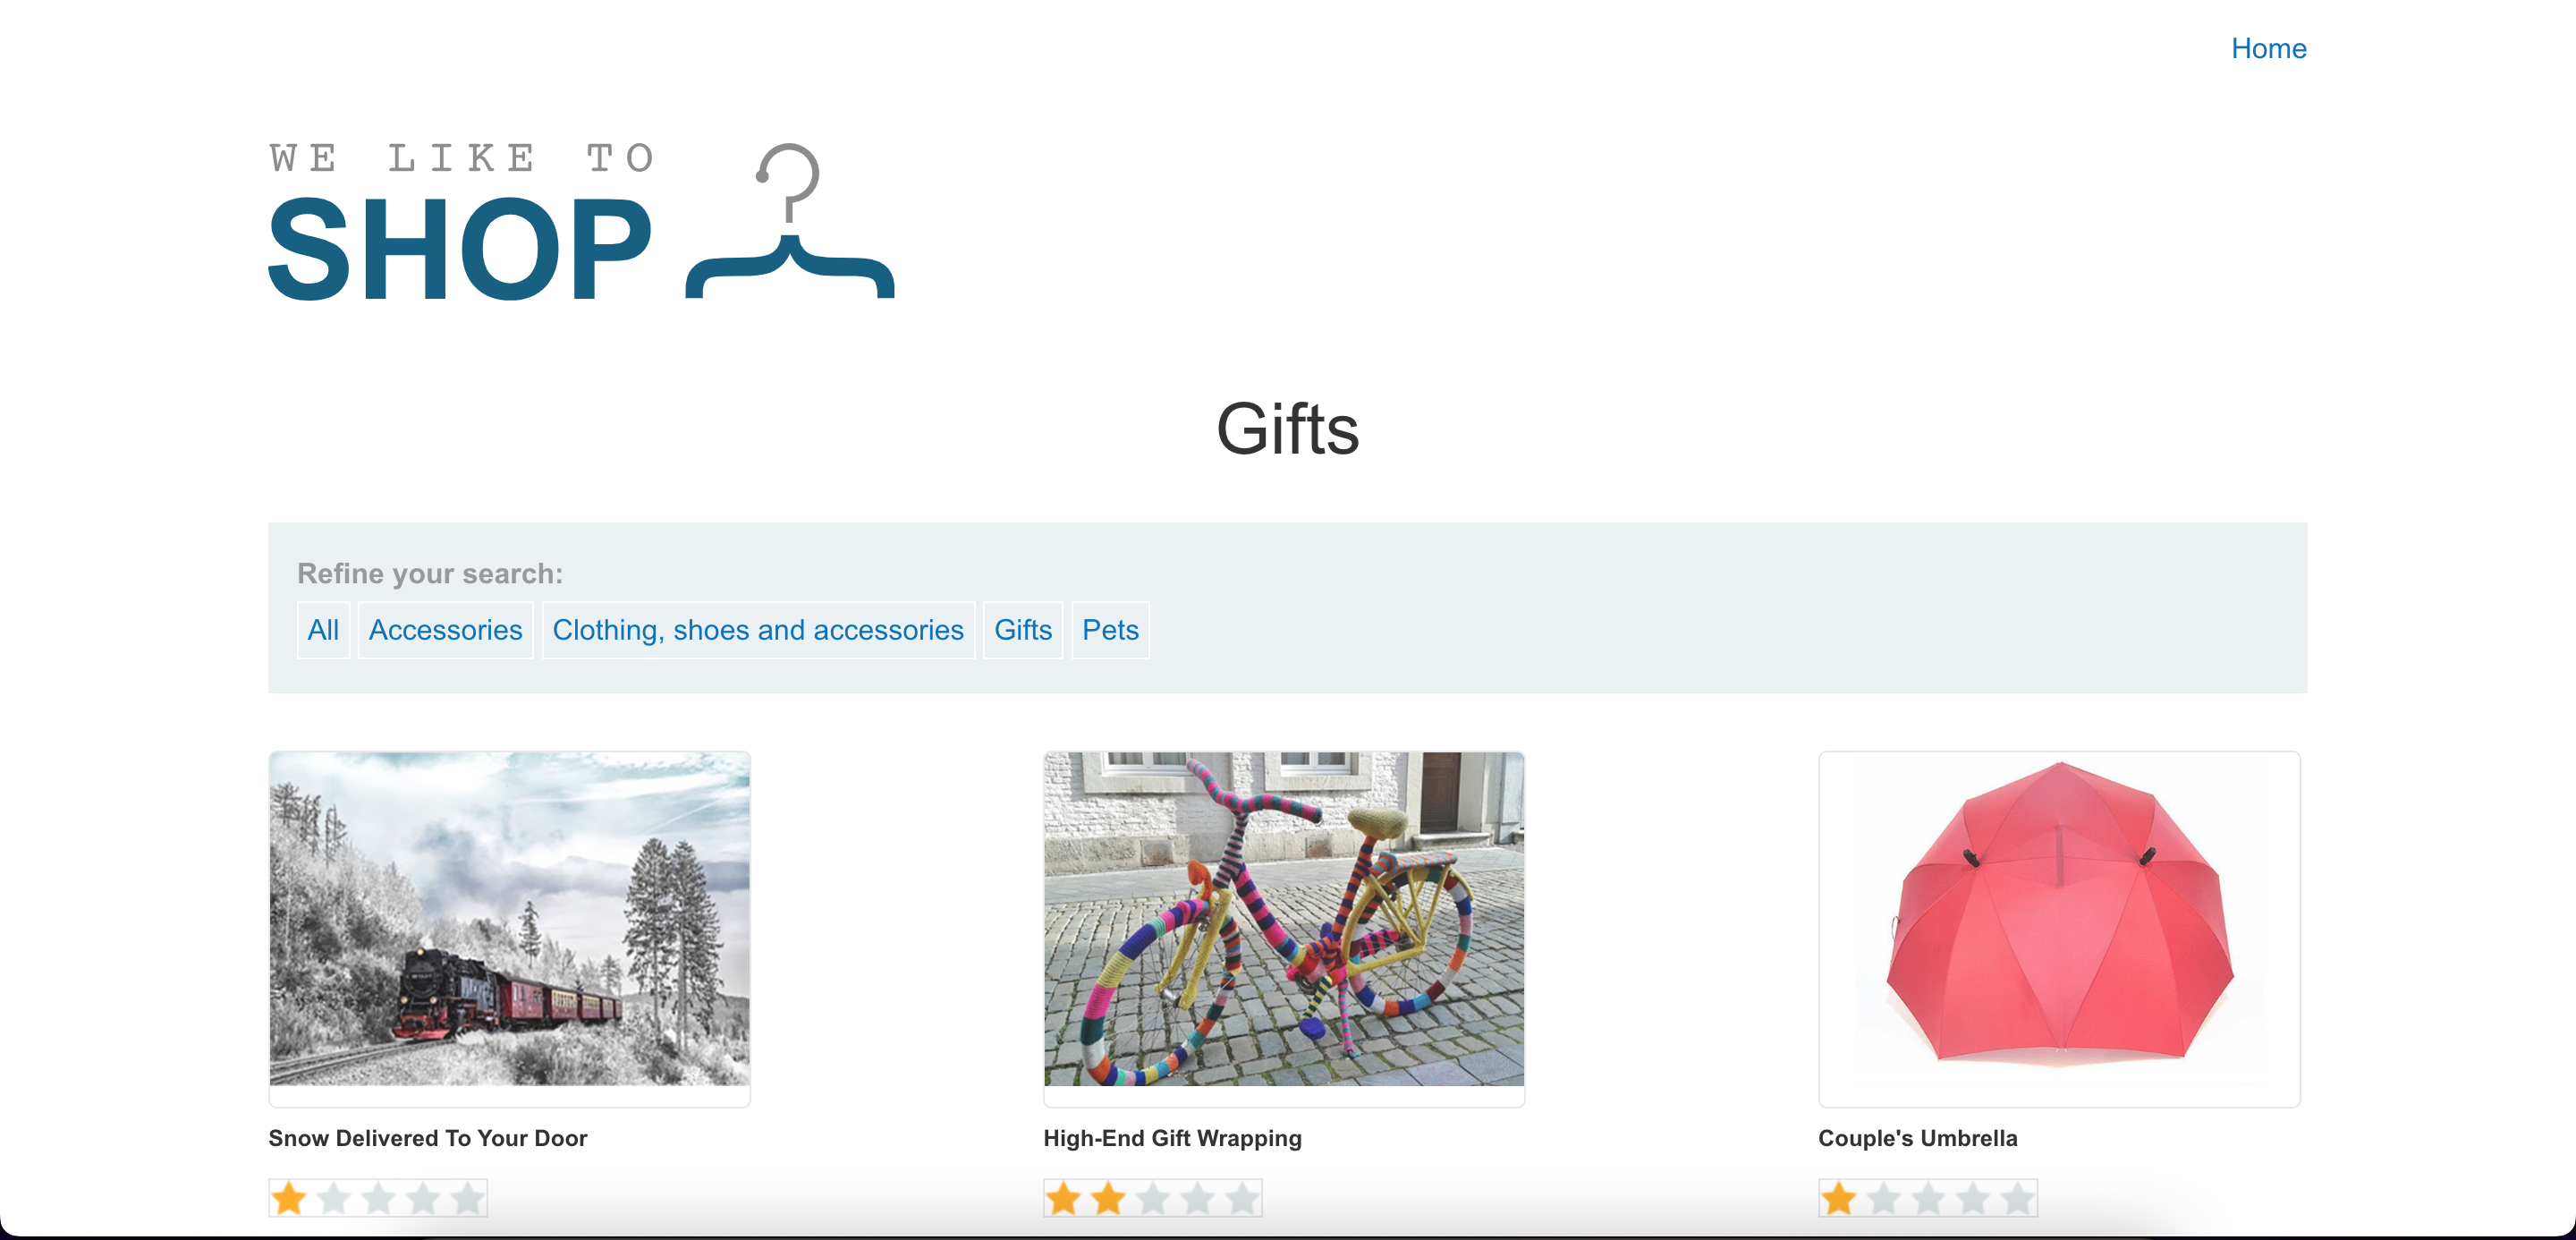 Home
WE LIKE TO
SHOP
Gifts
Refine your search:
All Accessories Clothing, shoes and accessories Gifts Pets
Snow Delivered To Your Door High-End Gift Wrapping Couple's Umbrella